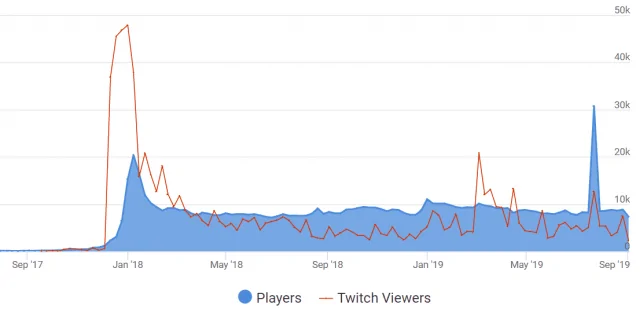 50k
40k
30k
20k
10k
0
Sep '17 Jan '18 May '18 Sep '18 Jan '19 May '19 Sep '19
Players Twitch Viewers